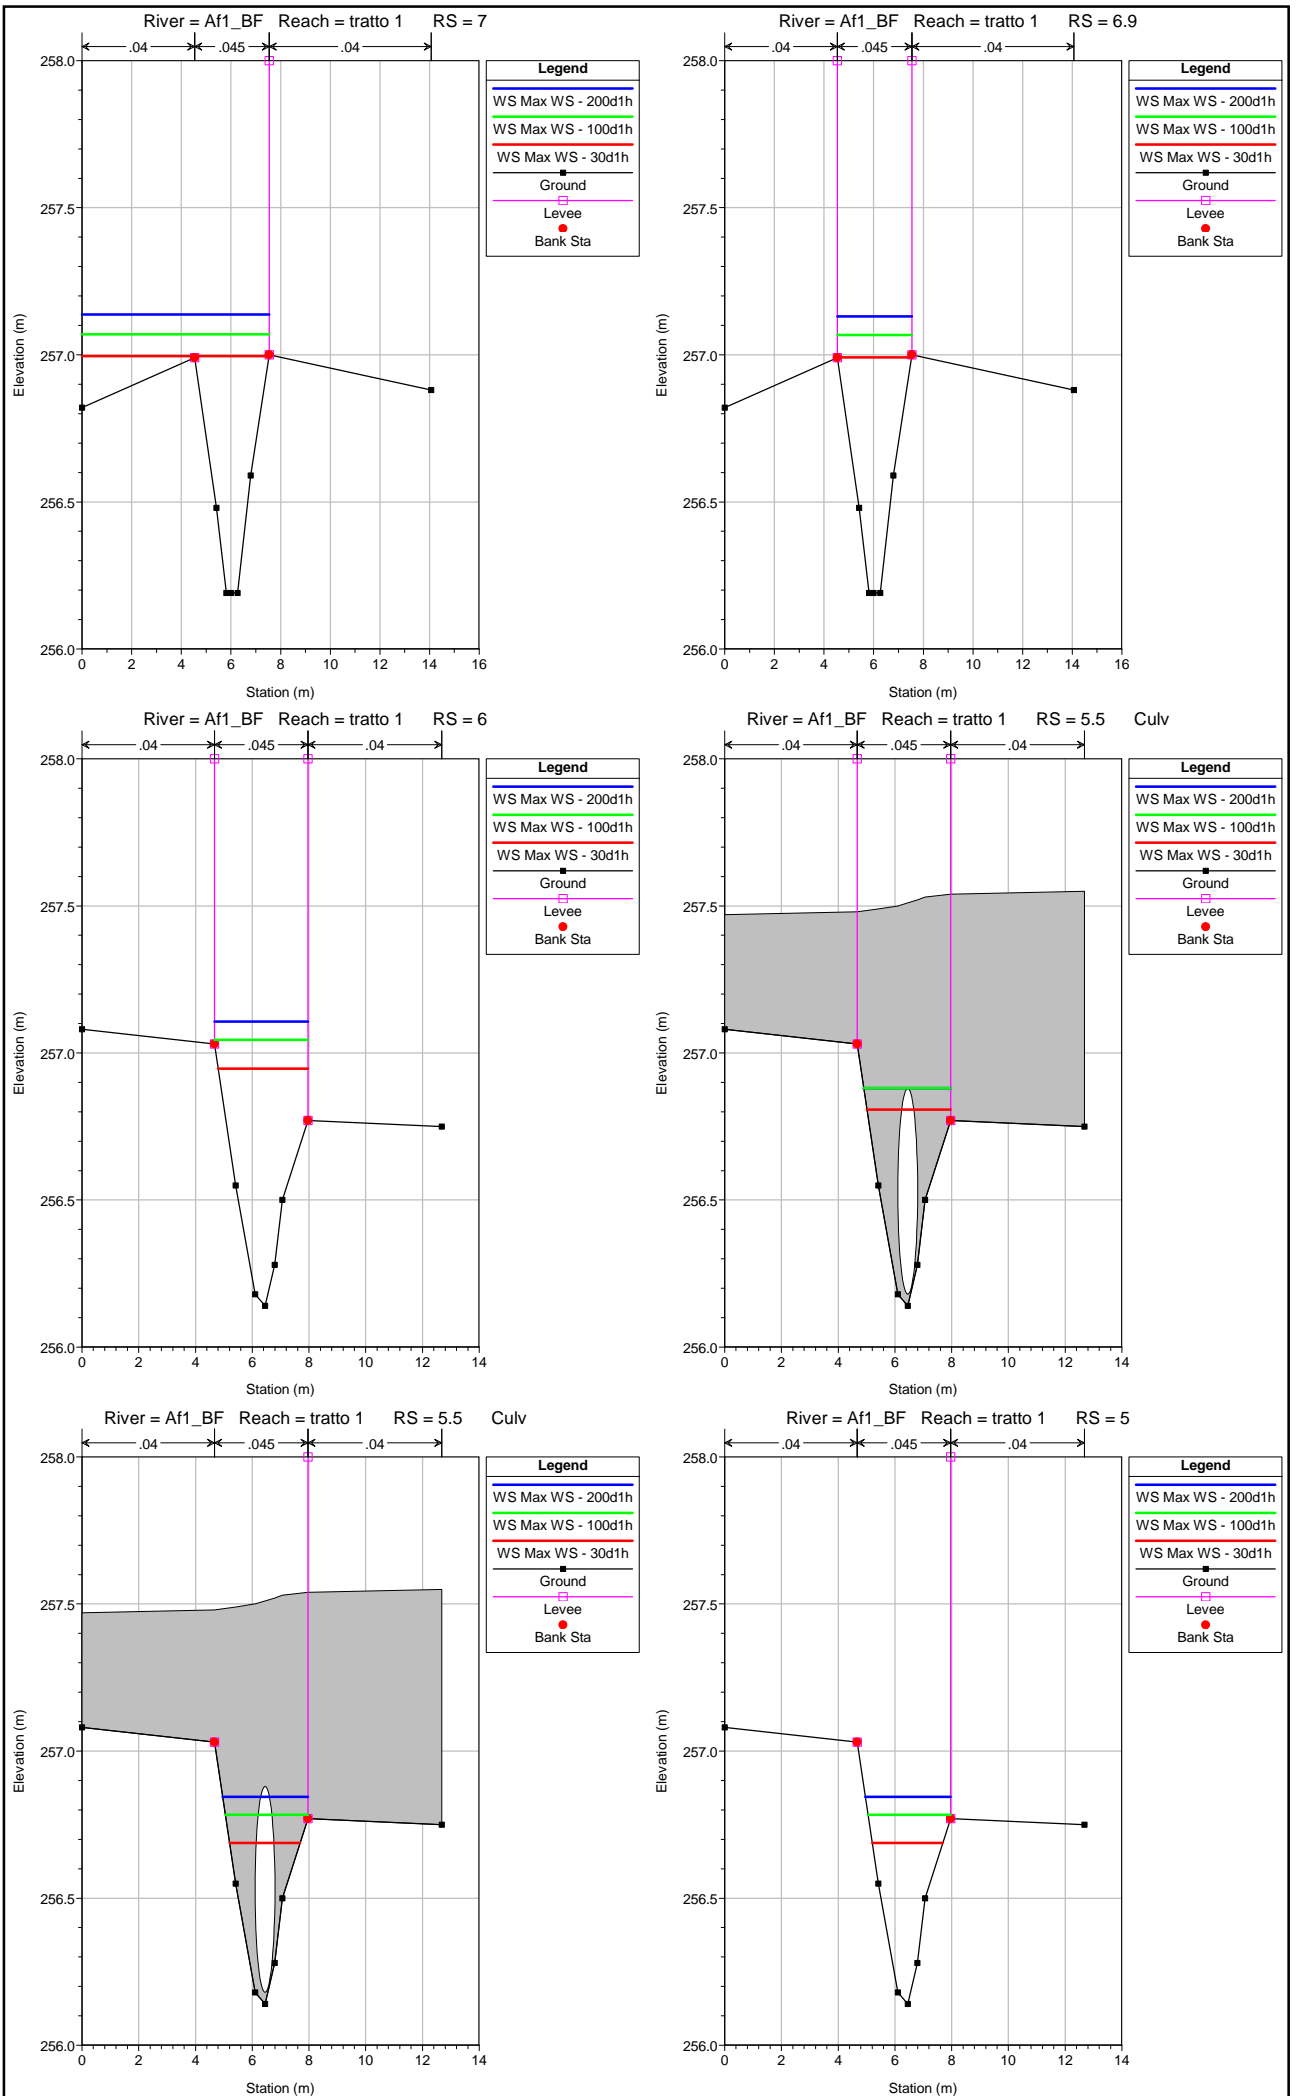 River = Af1_BF Reach = tratto 1 RS = 7
.04 .045 .04
258.0
257.5
257.0
256.5
256.0
Elevation (m)
0 2 4 6 8 10 12 14 16
Station (m)
Legend
WS Max WS - 200d1h
WS Max WS - 100d1h
WS Max WS - 30d1h
Ground
Levee
Bank Sta
River = Af1_BF Reach = tratto 1 RS = 6.9
.04 .045 .04
258.0
257.5
257.0
256.5
256.0
Elevation (m)
0 2 4 6 8 10 12 14 16
Station (m)
Legend
WS Max WS - 200d1h
WS Max WS - 100d1h
WS Max WS - 30d1h
Ground
Levee
Bank Sta
River = Af1_BF Reach = tratto 1 RS = 6
.04 .045 .04
258.0
257.5
257.0
256.5
256.0
Elevation (m)
0 2 4 6 8 10 12 14
Station (m)
Legend
WS Max WS - 200d1h
WS Max WS - 100d1h
WS Max WS - 30d1h
Ground
Levee
Bank Sta
River = Af1_BF Reach = tratto 1 RS = 5.5 Culv
.04 .045 .04
258.0
257.5
257.0
256.5
256.0
Elevation (m)
0 2 4 6 8 10 12 14
Station (m)
Legend
WS Max WS - 200d1h
WS Max WS - 100d1h
WS Max WS - 30d1h
Ground
Levee
Bank Sta
River = Af1_BF Reach = tratto 1 RS = 5.5 Culv
.04 .045 .04
258.0
257.5
257.0
256.5
256.0
Elevation (m)
0 2 4 6 8 10 12 14
Station (m)
Legend
WS Max WS - 200d1h
WS Max WS - 100d1h
WS Max WS - 30d1h
Ground
Levee
Bank Sta
River = Af1_BF Reach = tratto 1 RS = 5
.04 .045 .04
258.0
257.5
257.0
256.5
256.0
Elevation (m)
0 2 4 6 8 10 12 14
Station (m)
Legend
WS Max WS - 200d1h
WS Max WS - 100d1h
WS Max WS - 30d1h
Ground
Levee
Bank Sta